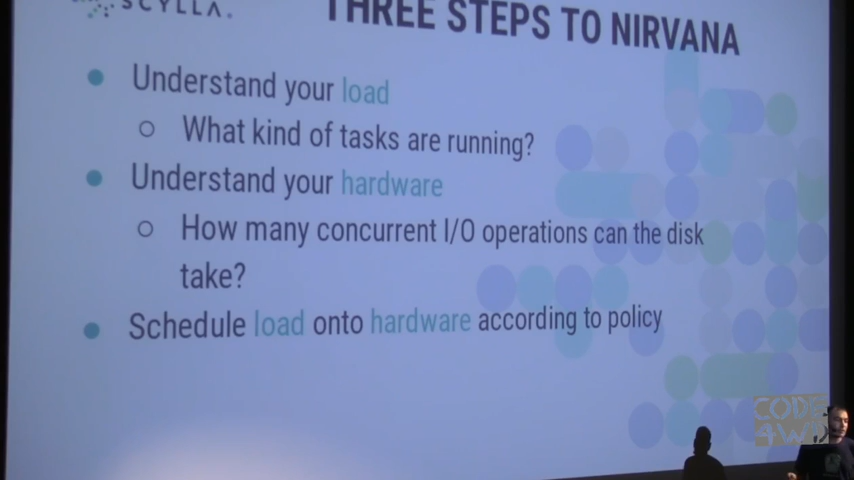 SCYLLA.
THREE STEPS TO NIRVANA
Understand your load
What kind of tasks are running?
Understand your hardware
How many concurrent I/O operations can the disk
take?
Schedule load onto hardware according to policy